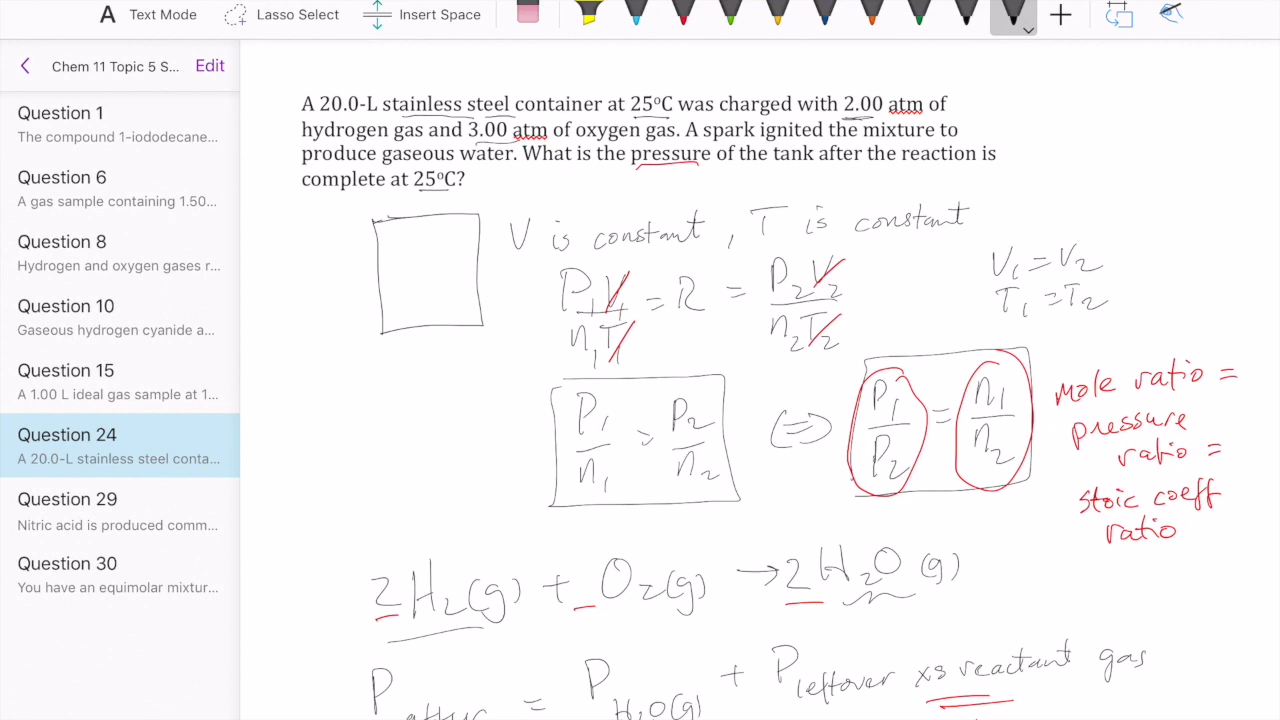 Text Mode Lasso Select Insert Space
Chem 11 Topic 5 S... Edit
Question 1
The compound 1-iododecane...
Question 6
A gas sample containing 1.50...
Question 8
Hydrogen and oxygen gases r...
Question 10
Gaseous hydrogen cyanide a...
Question 15
A 1.00 L ideal gas sample at 1...
Question 24
A 20.0-L stainless steel conta...
Question 29
Nitric acid is produced comm...
Question 30
You have an equimolar mixtur...
A 20.0-L stainless steel container at 25°C was charged with 2.00 atm of
hydrogen gas and 3.00 atm of oxygen gas. A spark ignited the mixture to
produce gaseous water. What is the pressure of the tank after the reaction is
complete at 25°C?
V is constant, T is constant
P₁V₁/n₁T₁ = R = P₂V₂/n₂T₂
V₁ = V₂
T₁ = T₂
P₁/n₁ = P₂/n₂ ⇔ P₁/P₂ = n₁/n₂
mole ratio =
pressure
ratio =
stoic coeff
ratio
2H₂(g) + O₂(g) → 2H₂O(g)
P after = P H₂O(g) + P leftover xs reactant gas